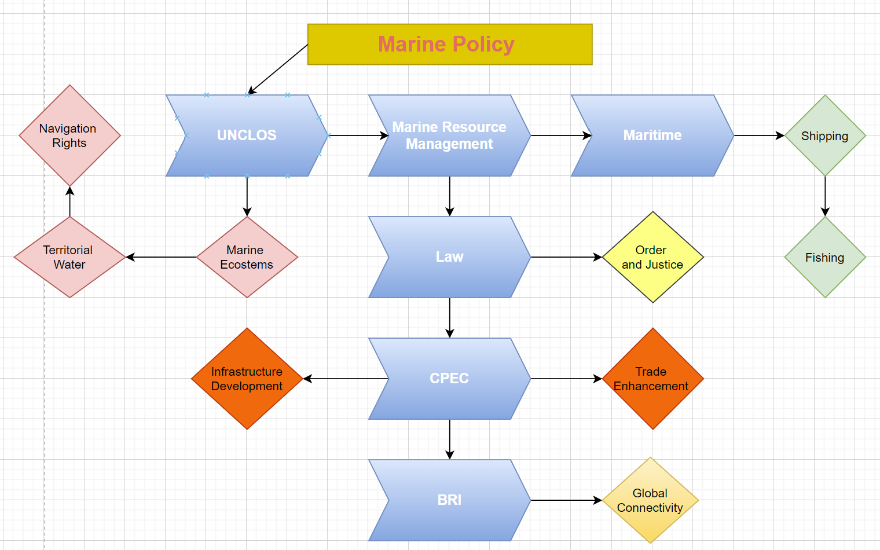 Marine Policy
Navigation
Rights
UNCLOS
Marine Resource
Management
Maritime
Shipping
Territorial
Water
Marine
Ecostems
Law
Order
and Justice
Fishing
Infrastructure
Development
CPEC
Trade
Enhancement
BRI
Global
Connectivity